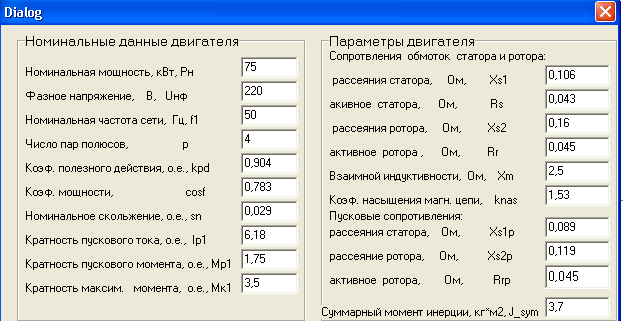 Dialog
Номинальные данные двигателя
Номинальная мощность, кВт, Рн 75
Фазное напряжение, В, Uнф 220
Номинальная частота сети, Гц, f1 50
Число пар полюсов, р 4
Коэф. полезного действия, о.е., kpd 0,904
Коэф. мощности, cosf 0,783
Номинальное скольжение, о.е., sn 0,029
Кратность пускового тока, о.е., Iр1 6,18
Кратность пускового момента, о.е., Мр1 1,75
Кратность максим. момента, о.е., Мк1 3,5
Параметры двигателя
Сопротвления обмоток статора и ротора:
рассеяния статора, Ом, Xs1 0,106
акивное статора, Ом, Rs 0,043
рассеяния ротора, Ом, Xs2 0,16
активное ротора , Ом, Rr 0,045
Взаимной индуктивности, Ом, Xm 2,5
Коэф. насыщения магн. цепи, knas 1,53
Пусковые сопротивления:
рассеяния статора, Ом, Xs1p 0,089
рассеяние ротора, Ом, Xs2p 0,119
активное ротора, Ом, Rrp 0,045
Суммарный момент инерции, кг*м2, J_sym 3,7